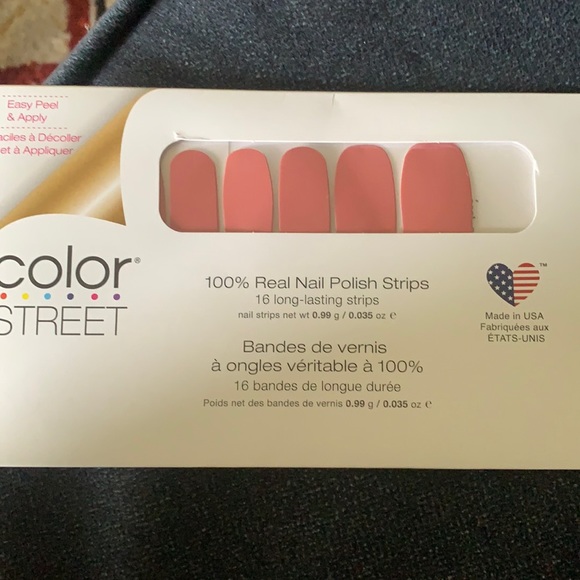 Easy Peel
& Apply
aciles à Décoller
et à Appliquer
color®
STREET
100% Real Nail Polish Strips
16 long-lasting strips
nail strips net wt 0.99 g / 0.035 oz ℮
Bandes de vernis
à ongles véritable à 100%
16 bandes de longue durée
Poids net des bandes de vernis 0.99 g / 0.035 oz ℮
™
Made in USA
Fabriquées aux
ÉTATS-UNIS